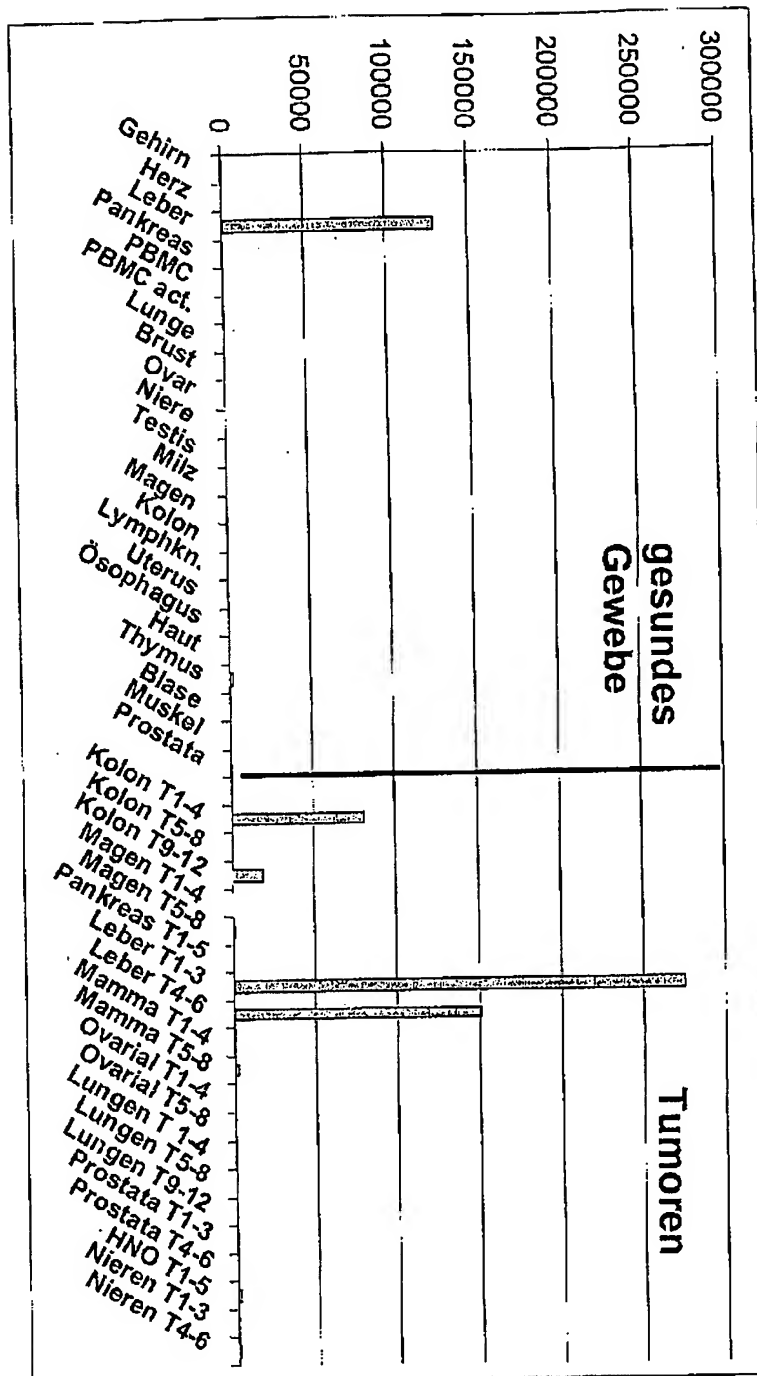 300000
250000
200000
150000
100000
50000
0
gesundes
Gewebe
Tumoren
Gehirn
Herz
Leber
Pankreas
PBMC
PBMC act.
Lunge
Brust
Ovar
Niere
Testis
Milz
Magen
Kolon
Lymphkn.
Uterus
Ösophagus
Haut
Thymus
Blase
Muskel
Prostata
Kolon T1-4
Kolon T5-8
Kolon T9-12
Magen T1-4
Magen T5-8
Pankreas T1-5
Leber T1-3
Leber T4-6
Mamma T1-4
Mamma T5-8
Ovarial T1-4
Ovarial T5-8
Lungen T 1-4
Lungen T5-8
Lungen T9-12
Prostata T1-3
Prostata T4-6
HNO T1-5
Nieren T1-3
Nieren T4-6